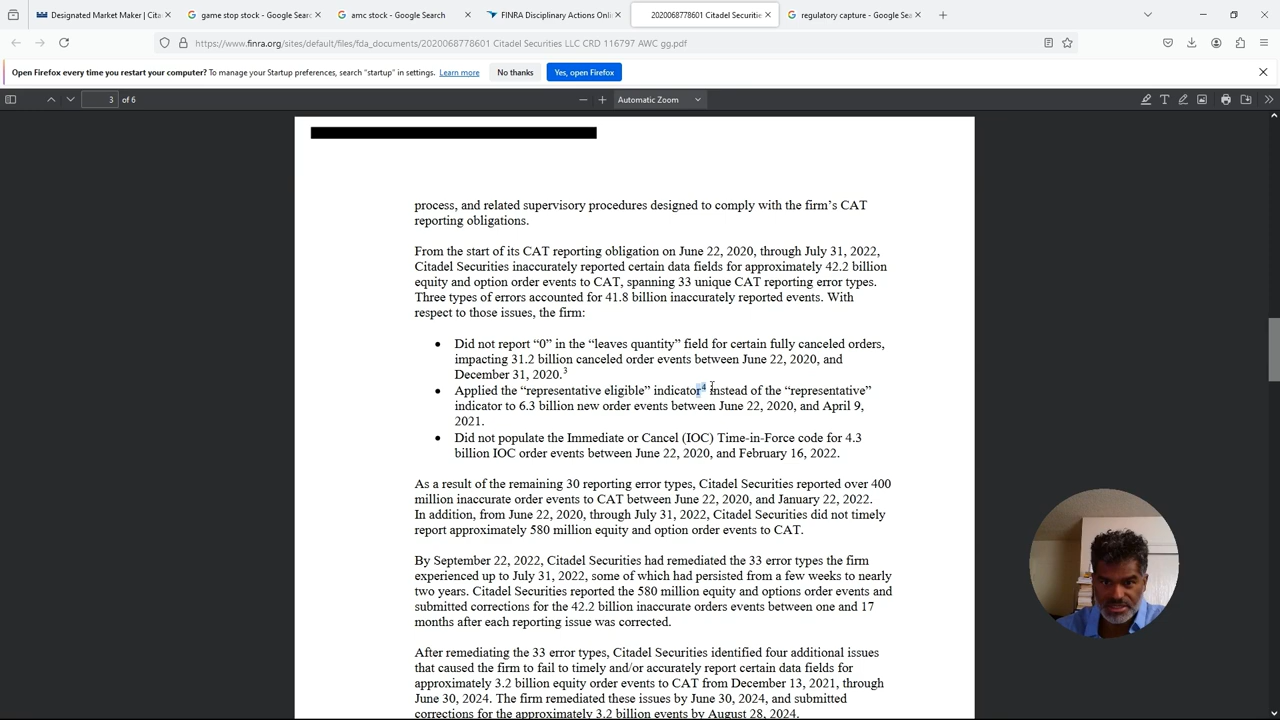 Designated Market Maker | Cita
game stop stock - Google Searc
amc stock - Google Search
FINRA Disciplinary Actions Onli
2020068778601 Citadel Securitie
regulatory capture - Google Sea
https://www.finra.org/sites/default/files/fda_documents/2020068778601 Citadel Securities LLC CRD 116797 AWC gg.pdf
Open Firefox every time you restart your computer? To manage your Startup preferences, search "startup" in settings. Learn more No thanks Yes, open Firefox
3 of 6 Automatic Zoom
process, and related supervisory procedures designed to comply with the firm's CAT
reporting obligations.
From the start of its CAT reporting obligation on June 22, 2020, through July 31, 2022,
Citadel Securities inaccurately reported certain data fields for approximately 42.2 billion
equity and option order events to CAT, spanning 33 unique CAT reporting error types.
Three types of errors accounted for 41.8 billion inaccurately reported events. With
respect to those issues, the firm:
• Did not report “0” in the “leaves quantity” field for certain fully canceled orders,
impacting 31.2 billion canceled order events between June 22, 2020, and
December 31, 2020.3
• Applied the “representative eligible” indicator4 instead of the “representative”
indicator to 6.3 billion new order events between June 22, 2020, and April 9,
2021.
• Did not populate the Immediate or Cancel (IOC) Time-in-Force code for 4.3
billion IOC order events between June 22, 2020, and February 16, 2022.
As a result of the remaining 30 reporting error types, Citadel Securities reported over 400
million inaccurate order events to CAT between June 22, 2020, and January 22, 2022.
In addition, from June 22, 2020, through July 31, 2022, Citadel Securities did not timely
report approximately 580 million equity and option order events to CAT.
By September 22, 2022, Citadel Securities had remediated the 33 error types the firm
experienced up to July 31, 2022, some of which had persisted from a few weeks to nearly
two years. Citadel Securities reported the 580 million equity and options order events and
submitted corrections for the 42.2 billion inaccurate orders events between one and 17
months after each reporting issue was corrected.
After remediating the 33 error types, Citadel Securities identified four additional issues
that caused the firm to fail to timely and/or accurately report certain data fields for
approximately 3.2 billion equity order events to CAT from December 13, 2021, through
June 30, 2024. The firm remediated these issues by June 30, 2024, and submitted
corrections for the approximately 3.2 billion events by August 28, 2024.